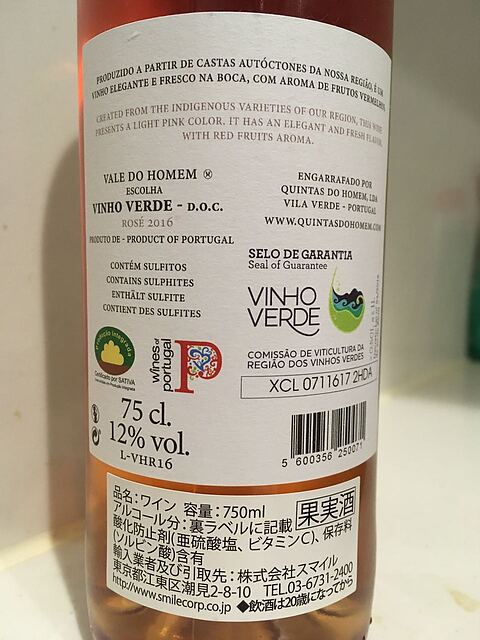 PRODUZIDO A PARTIR DE CASTAS AUTÓCTONES DA NOSSA REGIÃO, É UM
VINHO ELEGANTE E FRESCO NA BOCA, COM AROMA DE FRUTOS VERMELHOS.
CREATED FROM THE INDIGENOUS VARIETIES OF OUR REGION, THIS WINE
PRESENTS A LIGHT PINK COLOR. IT HAS AN ELEGANT AND FRESH FLAVOR,
WITH RED FRUITS AROMA.
VALE DO HOMEM ®
ESCOLHA
VINHO VERDE - D.O.C.
ROSÉ 2016
PRODUTO DE - PRODUCT OF PORTUGAL
CONTÉM SULFITOS
CONTAINS SULPHITES
ENTHÄLT SULFITE
CONTIENT DES SULFITES
ENGARRAFADO POR
QUINTAS DO HOMEM, LDA
VILA VERDE - PORTUGAL
WWW.QUINTASDOHOMEM.COM
SELO DE GARANTIA
Seal of Guarantee
VINHO
VERDE
COMISSÃO DE VITICULTURA DA
REGIÃO DOS VINHOS VERDES
XCL 0711617 2HDA
Produção Integrada
Certificado por SATIVA
wines of
portugal
75 cl.
12% vol.
L-VHR16
5 600356 250071
品名:ワイン 容量:750ml
果実酒
アルコール分:裏ラベルに記載
酸化防止剤(亜硫酸塩、ビタミンC)、保存料
(ソルビン酸)含有
輸入業者及び引取先:株式会社スマイル
東京都江東区潮見2-8-10 TEL.03-6731-2400
http://www.smilecorp.co.jp ◆飲酒は20歳になってから